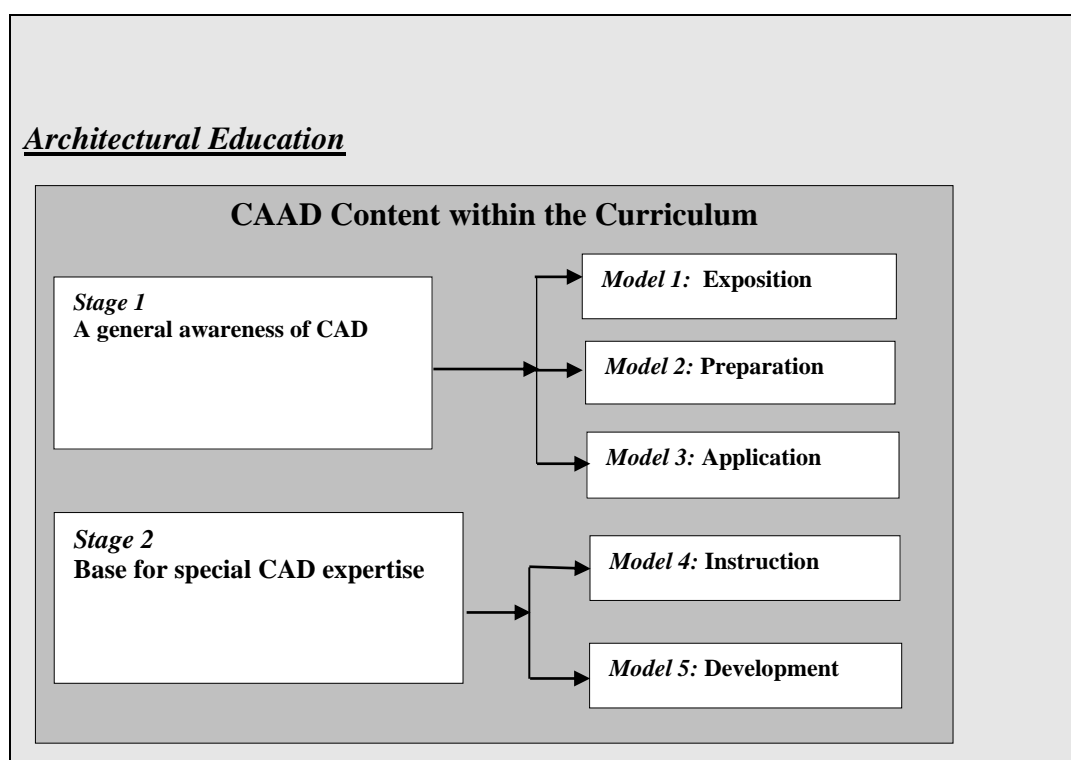 Architectural Education
CAAD Content within the Curriculum
Stage 1
A general awareness of CAD
Model 1: Exposition
Model 2: Preparation
Model 3: Application
Stage 2
Base for special CAD expertise
Model 4: Instruction
Model 5: Development